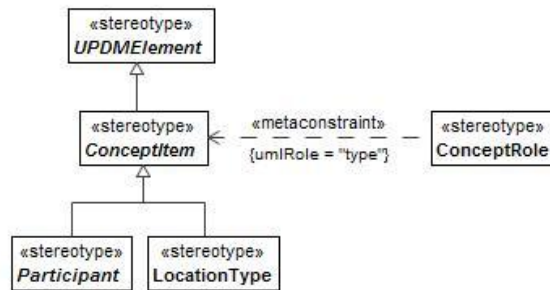 «stereotype»
UPDMElement
«stereotype»
ConceptItem
«metaconstraint»
{umlRole = "type"}
«stereotype»
ConceptRole
«stereotype»
Participant
«stereotype»
LocationType